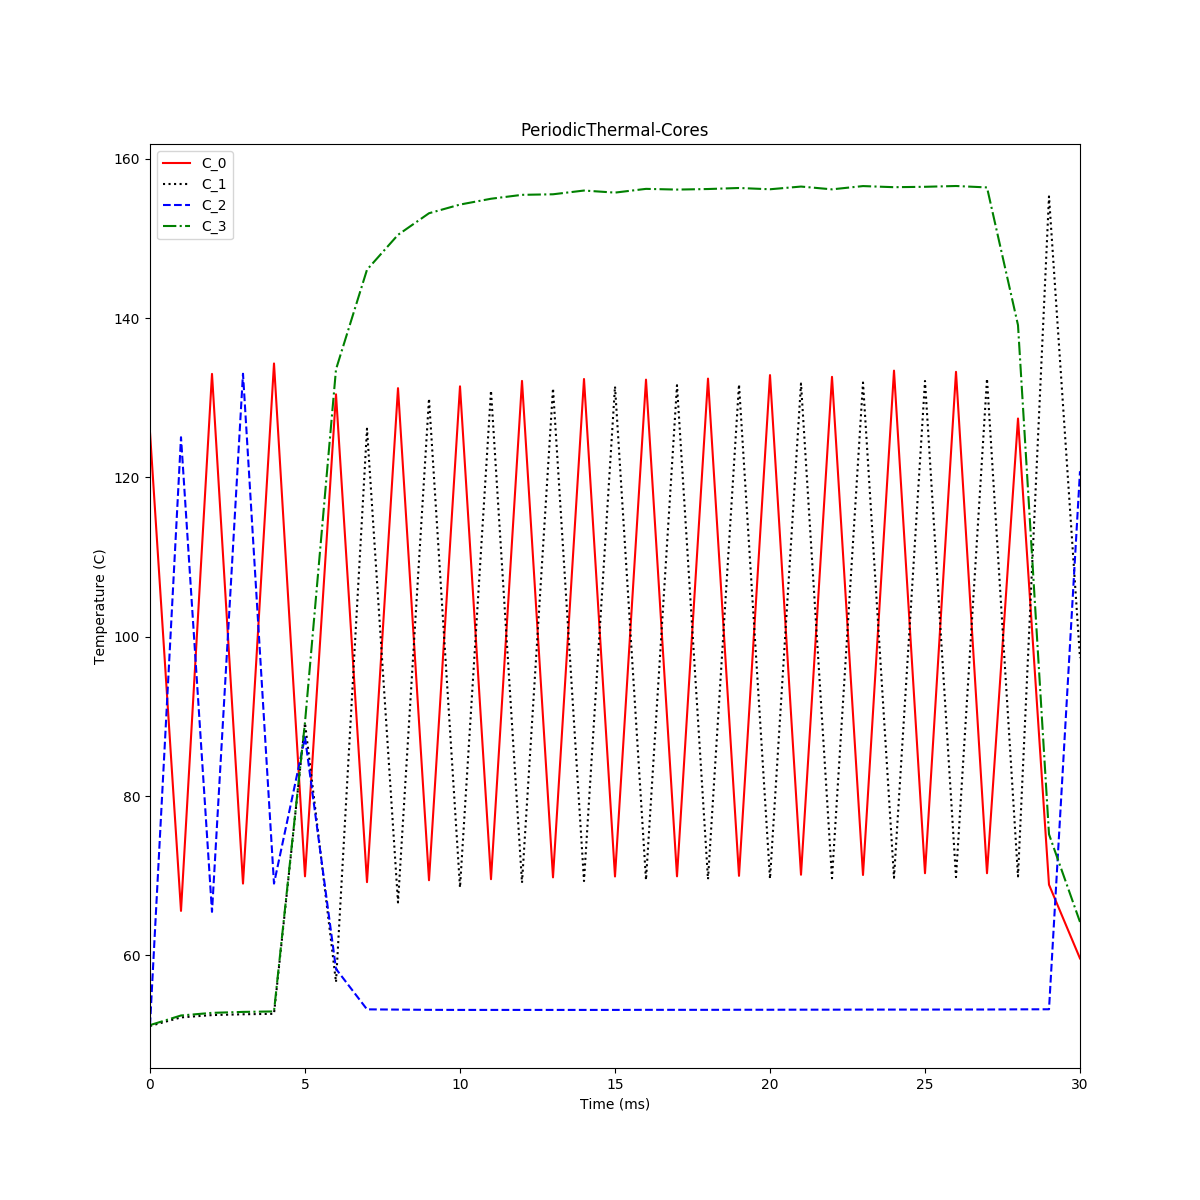 PeriodicThermal-Cores
160
140
120
100
80
60
Temperature (C)
C_0
C_1
C_2
C_3
0 5 10 15 20 25 30
Time (ms)